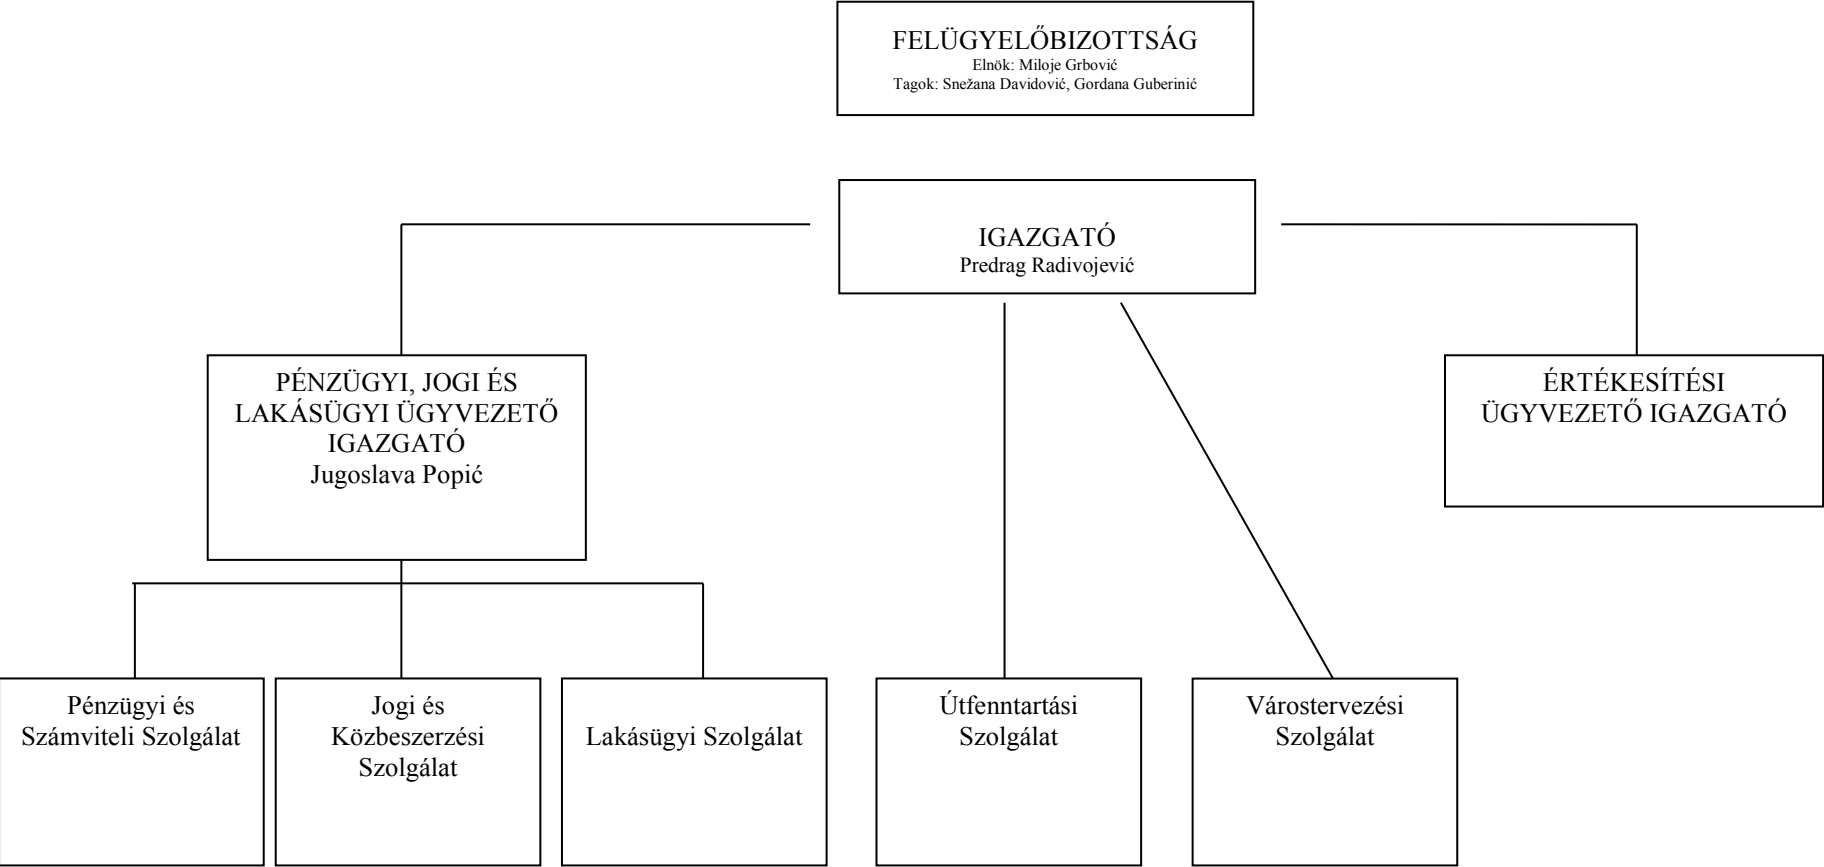 FELÜGYELŐBIZOTTSÁG
Elnök: Miloje Grbović
Tagok: Snežana Davidović, Gordana Guberinić
IGAZGATÓ
Predrag Radivojević
PÉNZÜGYI, JOGI ÉS
LAKÁSÜGYI ÜGYVEZETŐ
IGAZGATÓ
Jugoslava Popić
ÉRTÉKESÍTÉSI
ÜGYVEZETŐ IGAZGATÓ
Pénzügyi és
Számviteli Szolgálat
Jogi és
Közbeszerzési
Szolgálat
Lakásügyi Szolgálat
Útfenntartási
Szolgálat
Várostervezési
Szolgálat